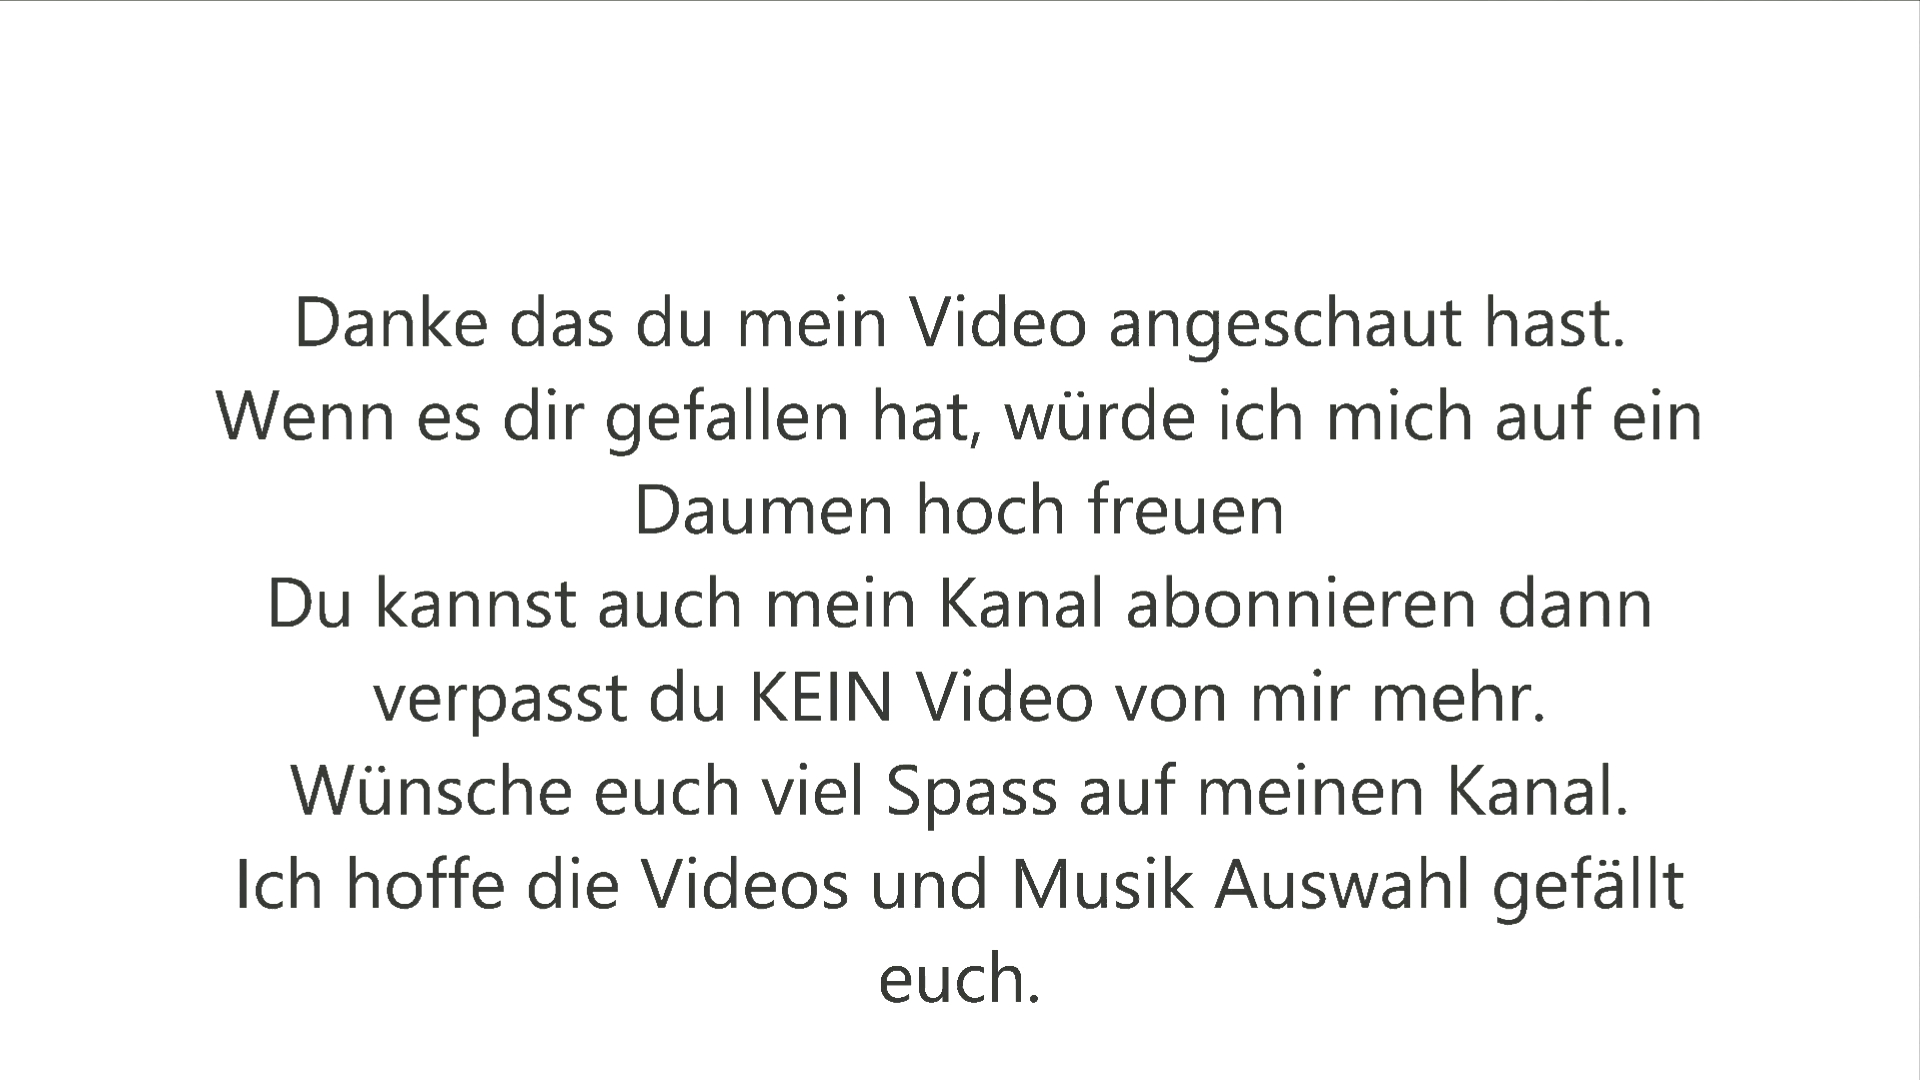 Danke das du mein Video angeschaut hast.
Wenn es dir gefallen hat, würde ich mich auf ein
Daumen hoch freuen
Du kannst auch mein Kanal abonnieren dann
verpasst du KEIN Video von mir mehr.
Wünsche euch viel Spass auf meinen Kanal.
Ich hoffe die Videos und Musik Auswahl gefällt
euch.